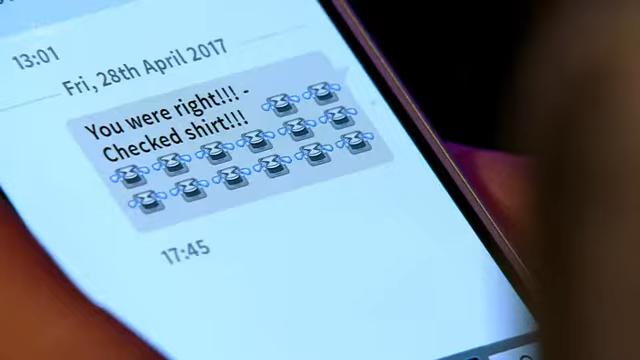 13:01
Fri, 28th April 2017
You were right!!! -
Checked shirt!!!
17:45